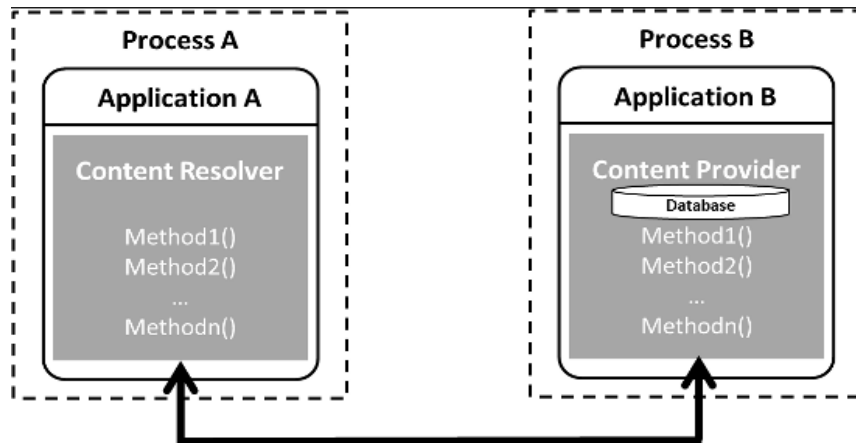 Process A
Application A
Content Resolver
Method1()
Method2()
...
Methodn()
Process B
Application B
Content Provider
Database
Method1()
Method2()
...
Methodn()